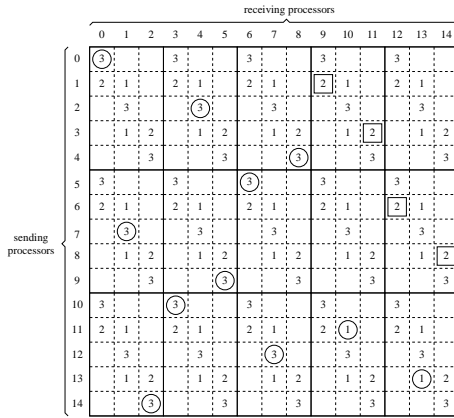 receiving processors
0 1 2 3 4 5 6 7 8 9 10 11 12 13 14
sending
processors
0 3 3 3 3 3
1 2 1 2 1 2 1 2 1 2 1
2 3 3 3 3 3
3 1 2 1 2 1 2 1 2 1 2
4 3 3 3 3 3
5 3 3 3 3 3
6 2 1 2 1 2 1 2 1 2 1
7 3 3 3 3 3
8 1 2 1 2 1 2 1 2 1 2
9 3 3 3 3 3
10 3 3 3 3 3
11 2 1 2 1 2 1 2 1 2 1
12 3 3 3 3 3
13 1 2 1 2 1 2 1 2 1 2
14 3 3 3 3 3